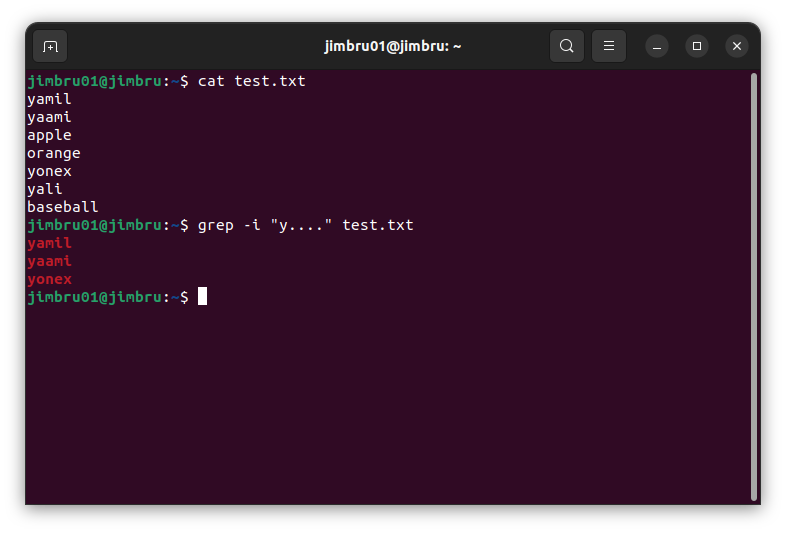 jimbru01@jimbru: ~
jimbru01@jimbru:~$ cat test.txt
yamil
yaami
apple
orange
yonex
yali
baseball
jimbru01@jimbru:~$ grep -i "y...." test.txt
yamil
yaami
yonex
jimbru01@jimbru:~$